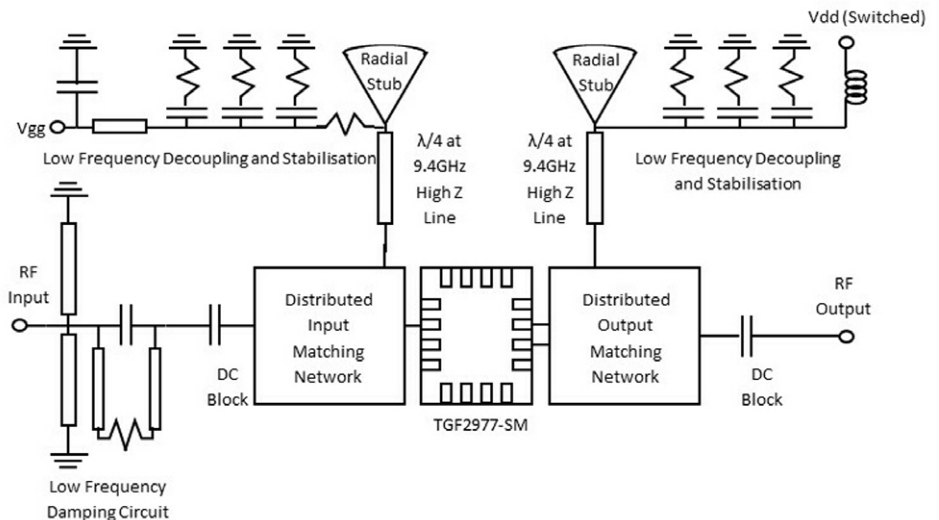 Vdd (Switched)
Radial
Stub
Radial
Stub
Vgg
Low Frequency Decoupling and Stabilisation
λ/4 at
9.4GHz
High Z
Line
λ/4 at
9.4GHz
High Z
Line
Low Frequency Decoupling
and Stabilisation
RF
Input
Distributed
Input
Matching
Network
Distributed
Output
Matching
Network
RF
Output
DC
Block
DC
Block
TGF2977-SM
Low Frequency
Damping Circuit